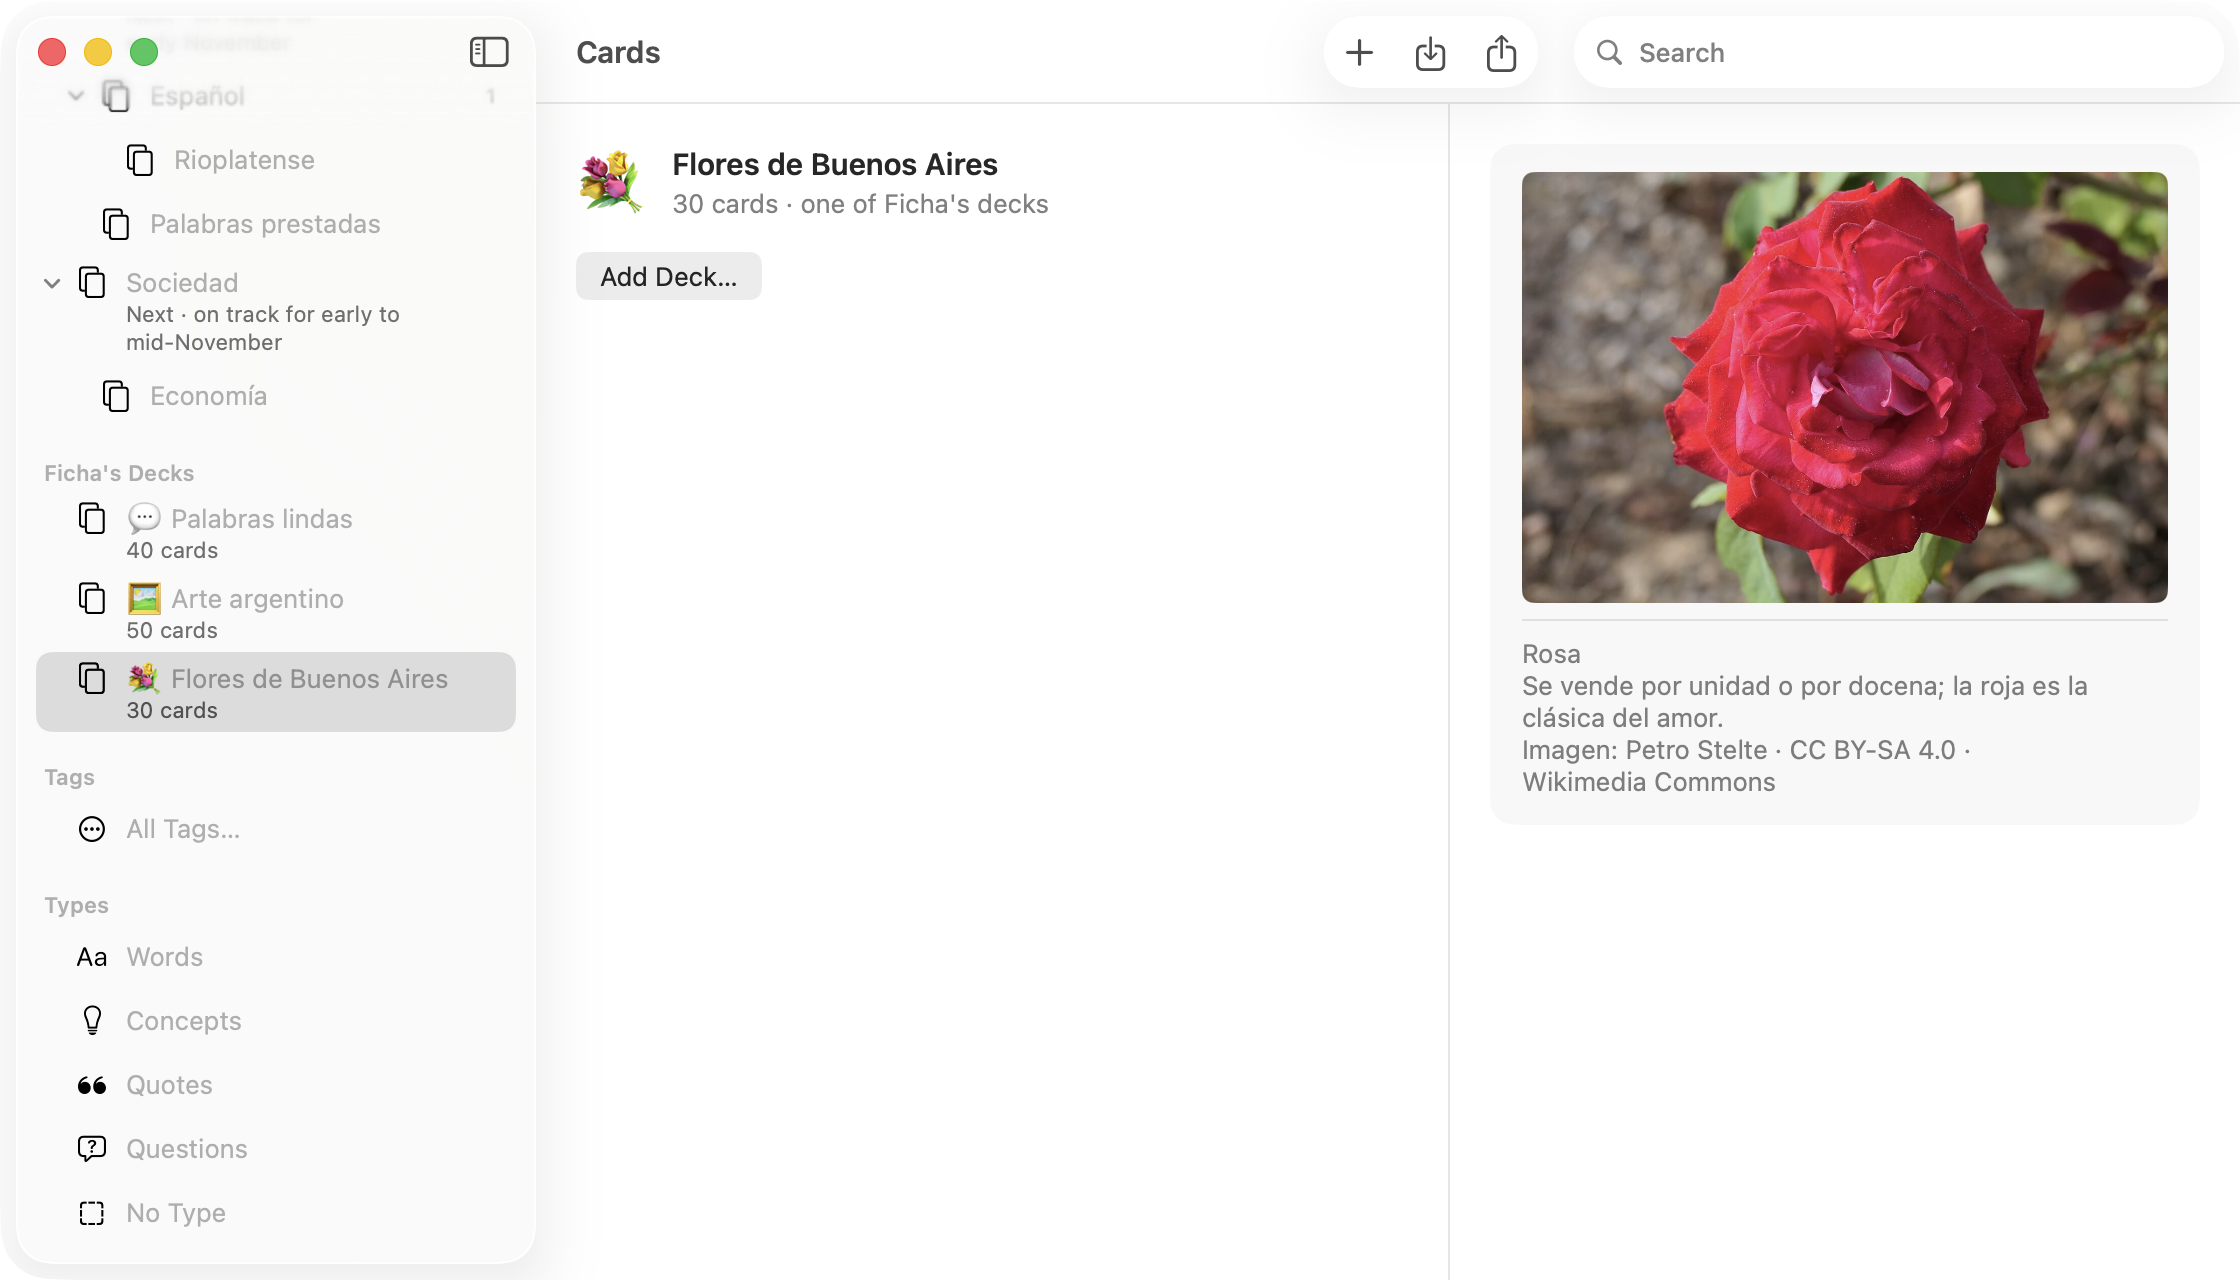 Cards
Search
Español
1
Rioplatense
Palabras prestadas
Sociedad
Next · on track for early to
mid-November
Economía
Ficha's Decks
Palabras lindas
40 cards
Arte argentino
50 cards
Flores de Buenos Aires
30 cards
Tags
All Tags...
Types
Aa Words
Concepts
Quotes
Questions
No Type
Flores de Buenos Aires
30 cards · one of Ficha's decks
Add Deck...
Rosa
Se vende por unidad o por docena; la roja es la
clásica del amor.
Imagen: Petro Stelte · CC BY-SA 4.0 ·
Wikimedia Commons